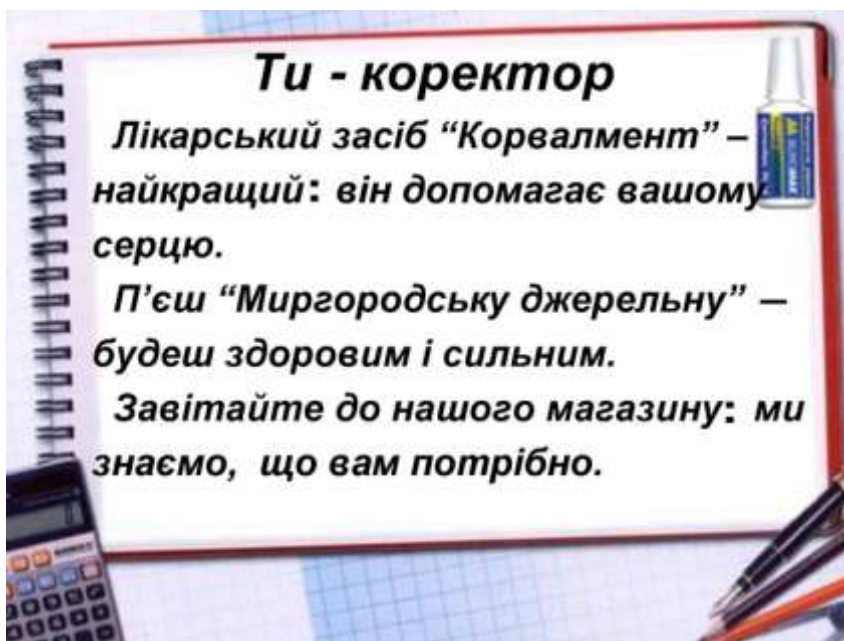 Ти - коректор
Лікарський засіб “Корвалмент” –
найкращий: він допомагає вашому
серцю.
П’єш “Миргородську джерельну” —
будеш здоровим і сильним.
Завітайте до нашого магазину: ми
знаємо, що вам потрібно.